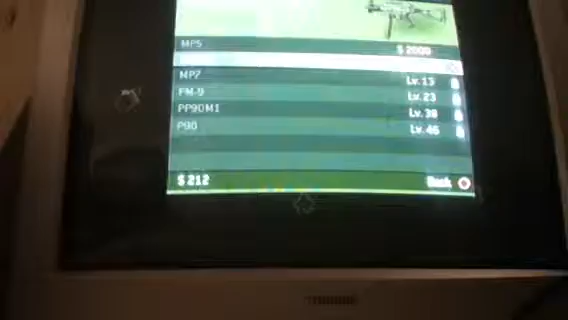 MP5 $ 2000
MP7 Lv.13
FM-9 Lv.23
PP90M1 Lv.38
P90 Lv.46
$ 212 Back